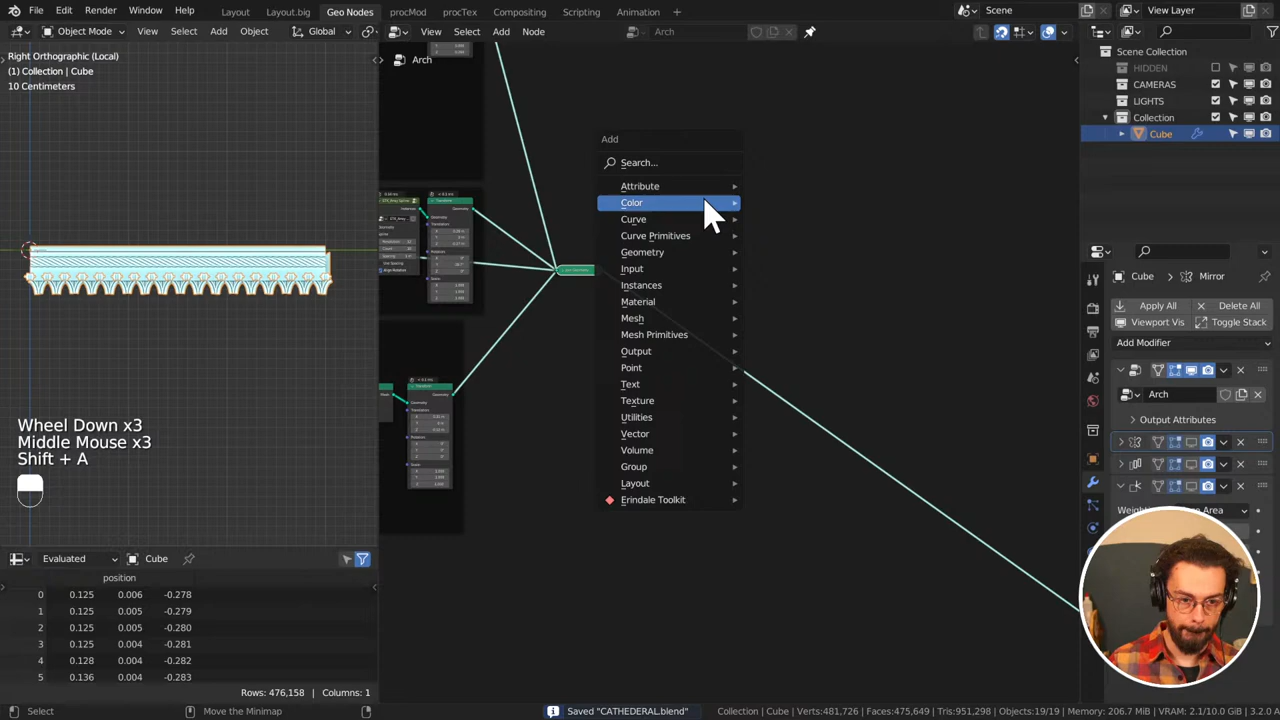 File Edit Render Window Help Layout Layout.big Geo Nodes procMod procTex Compositing Scripting Animation + Scene View Layer
Object Mode View Select Add Object Global View Select Add Node Arch
Right Orthographic (Local)
(1) Collection | Cube
10 Centimeters
Arch
Add
Search...
Attribute
Color
Curve
Curve Primitives
Geometry
Input
Instances
Material
Mesh
Mesh Primitives
Output
Point
Text
Texture
Utilities
Vector
Volume
Group
Layout
Erindale Toolkit
Wheel Down x3
Middle Mouse x3
Shift + A
Evaluated Cube
position
0 0.125 0.006 -0.278
1 0.125 0.005 -0.279
2 0.125 0.005 -0.280
3 0.125 0.004 -0.281
4 0.128 0.004 -0.282
5 0.136 0.004 -0.283
Rows: 476,158 | Columns: 1
Scene Collection
HIDDEN
CAMERAS
LIGHTS
Collection
Cube
Cube > Mirror
Apply All Delete All
Viewport Vis Toggle Stack
Add Modifier
Arch
Output Attributes
Area
Select Move the Minimap Saved "CATHEDERAL.blend" Collection | Cube | Verts:481,726 | Faces:475,649 | Tris:951,298 | Objects:19/19 | Memory: 206.7 MiB | VRAM: 2.1/10.0 GiB | 3.2.0